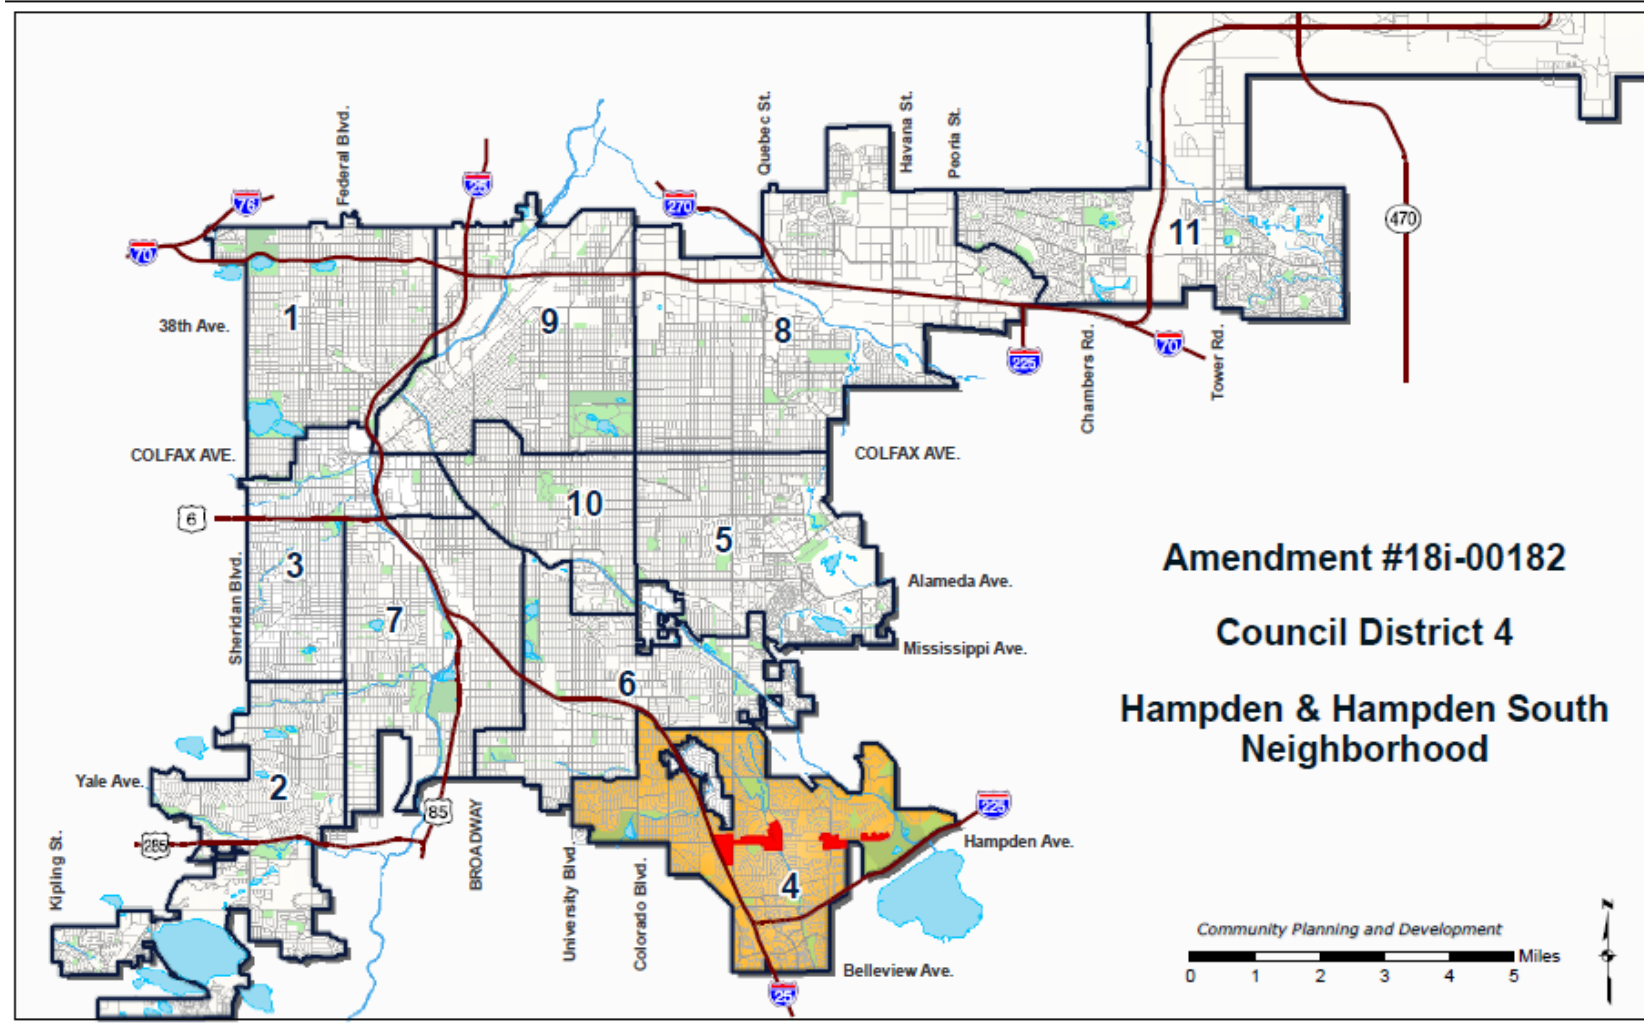 Federal Blvd.
Quebec St.
Havana St.
Peoria St.
76
25
270
70
470
11
1
9
8
38th Ave.
225
Chambers Rd.
70
Tower Rd.
COLFAX AVE.
COLFAX AVE.
10
6
5
3
Sheridan Blvd.
Alameda Ave.
7
Mississippi Ave.
6
Amendment #18i-00182
Council District 4
Hampden & Hampden South
Neighborhood
Yale Ave.
2
85
BROADWAY
225
Hampden Ave.
285
Kipling St.
University Blvd.
Colorado Blvd.
4
Belleview Ave.
25
Community Planning and Development
Miles
0 1 2 3 4 5
N